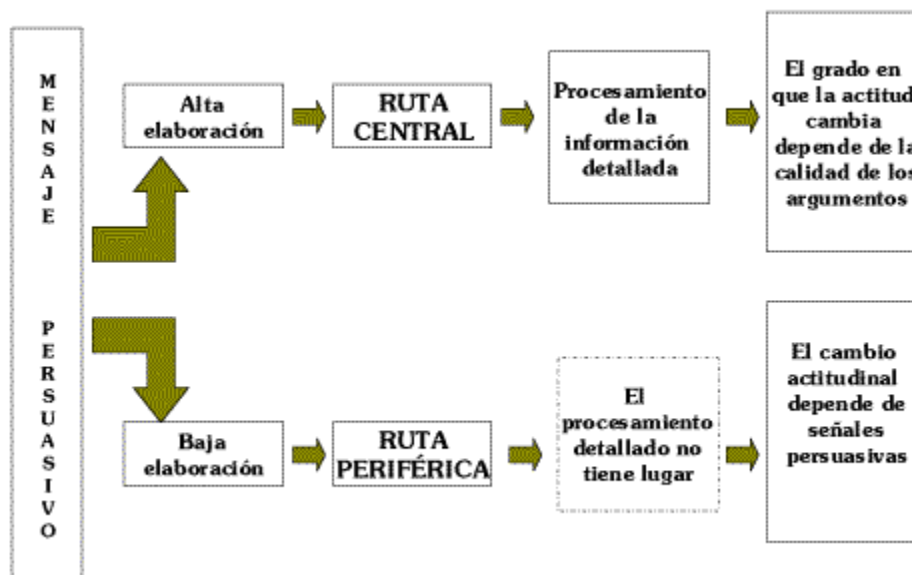 MENSAJE
PERSUASIVO
Alta
elaboración
RUTA
CENTRAL
Procesamiento
de la
información
detallada
El grado en
que la actitud
cambia
depende de la
calidad de los
argumentos
Baja
elaboración
RUTA
PERIFÉRICA
El
procesamiento
detallado no
tiene lugar
El cambio
actitudinal
depende de
señales
persuasivas